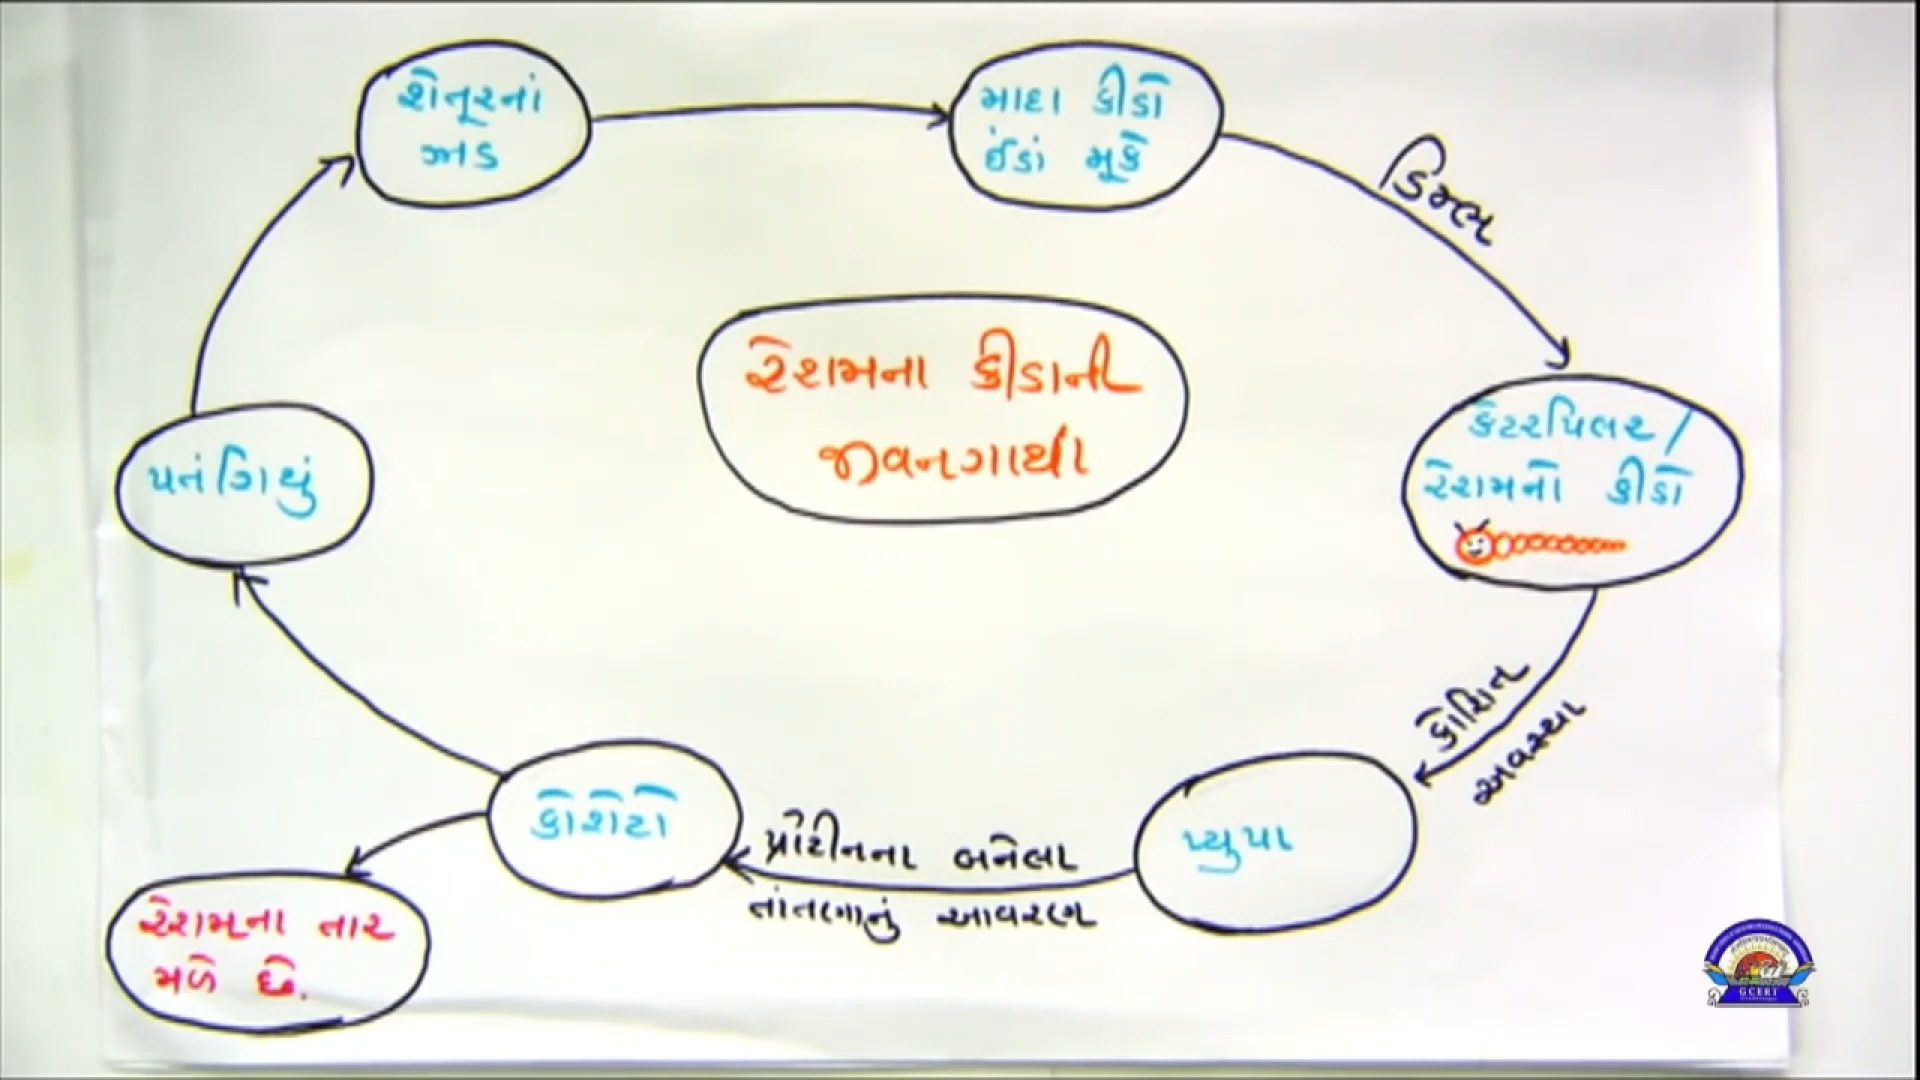 શેતૂરનાં
ઝાડ
માદા કીડો
ઈંડાં મૂકે
ડિમ્ભ
રેશમના કીડાની
જીવનગાથા
કેટરપિલર/
રેશમનો કીડો
પતંગિયું
કોશિત
અવસ્થા
પ્યુપા
પ્રોટીનના બનેલા
તાંતણાનું આવરણ
કોશેટો
રેશમના તાર
મળે છે.
GCERT